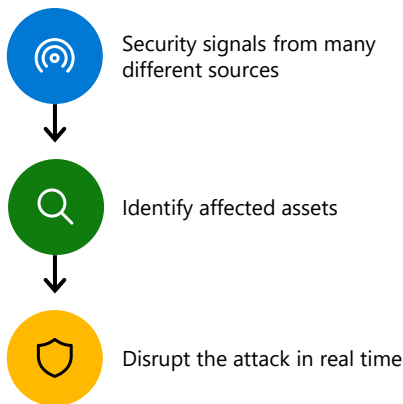 Security signals from many
different sources
Identify affected assets
Disrupt the attack in real time